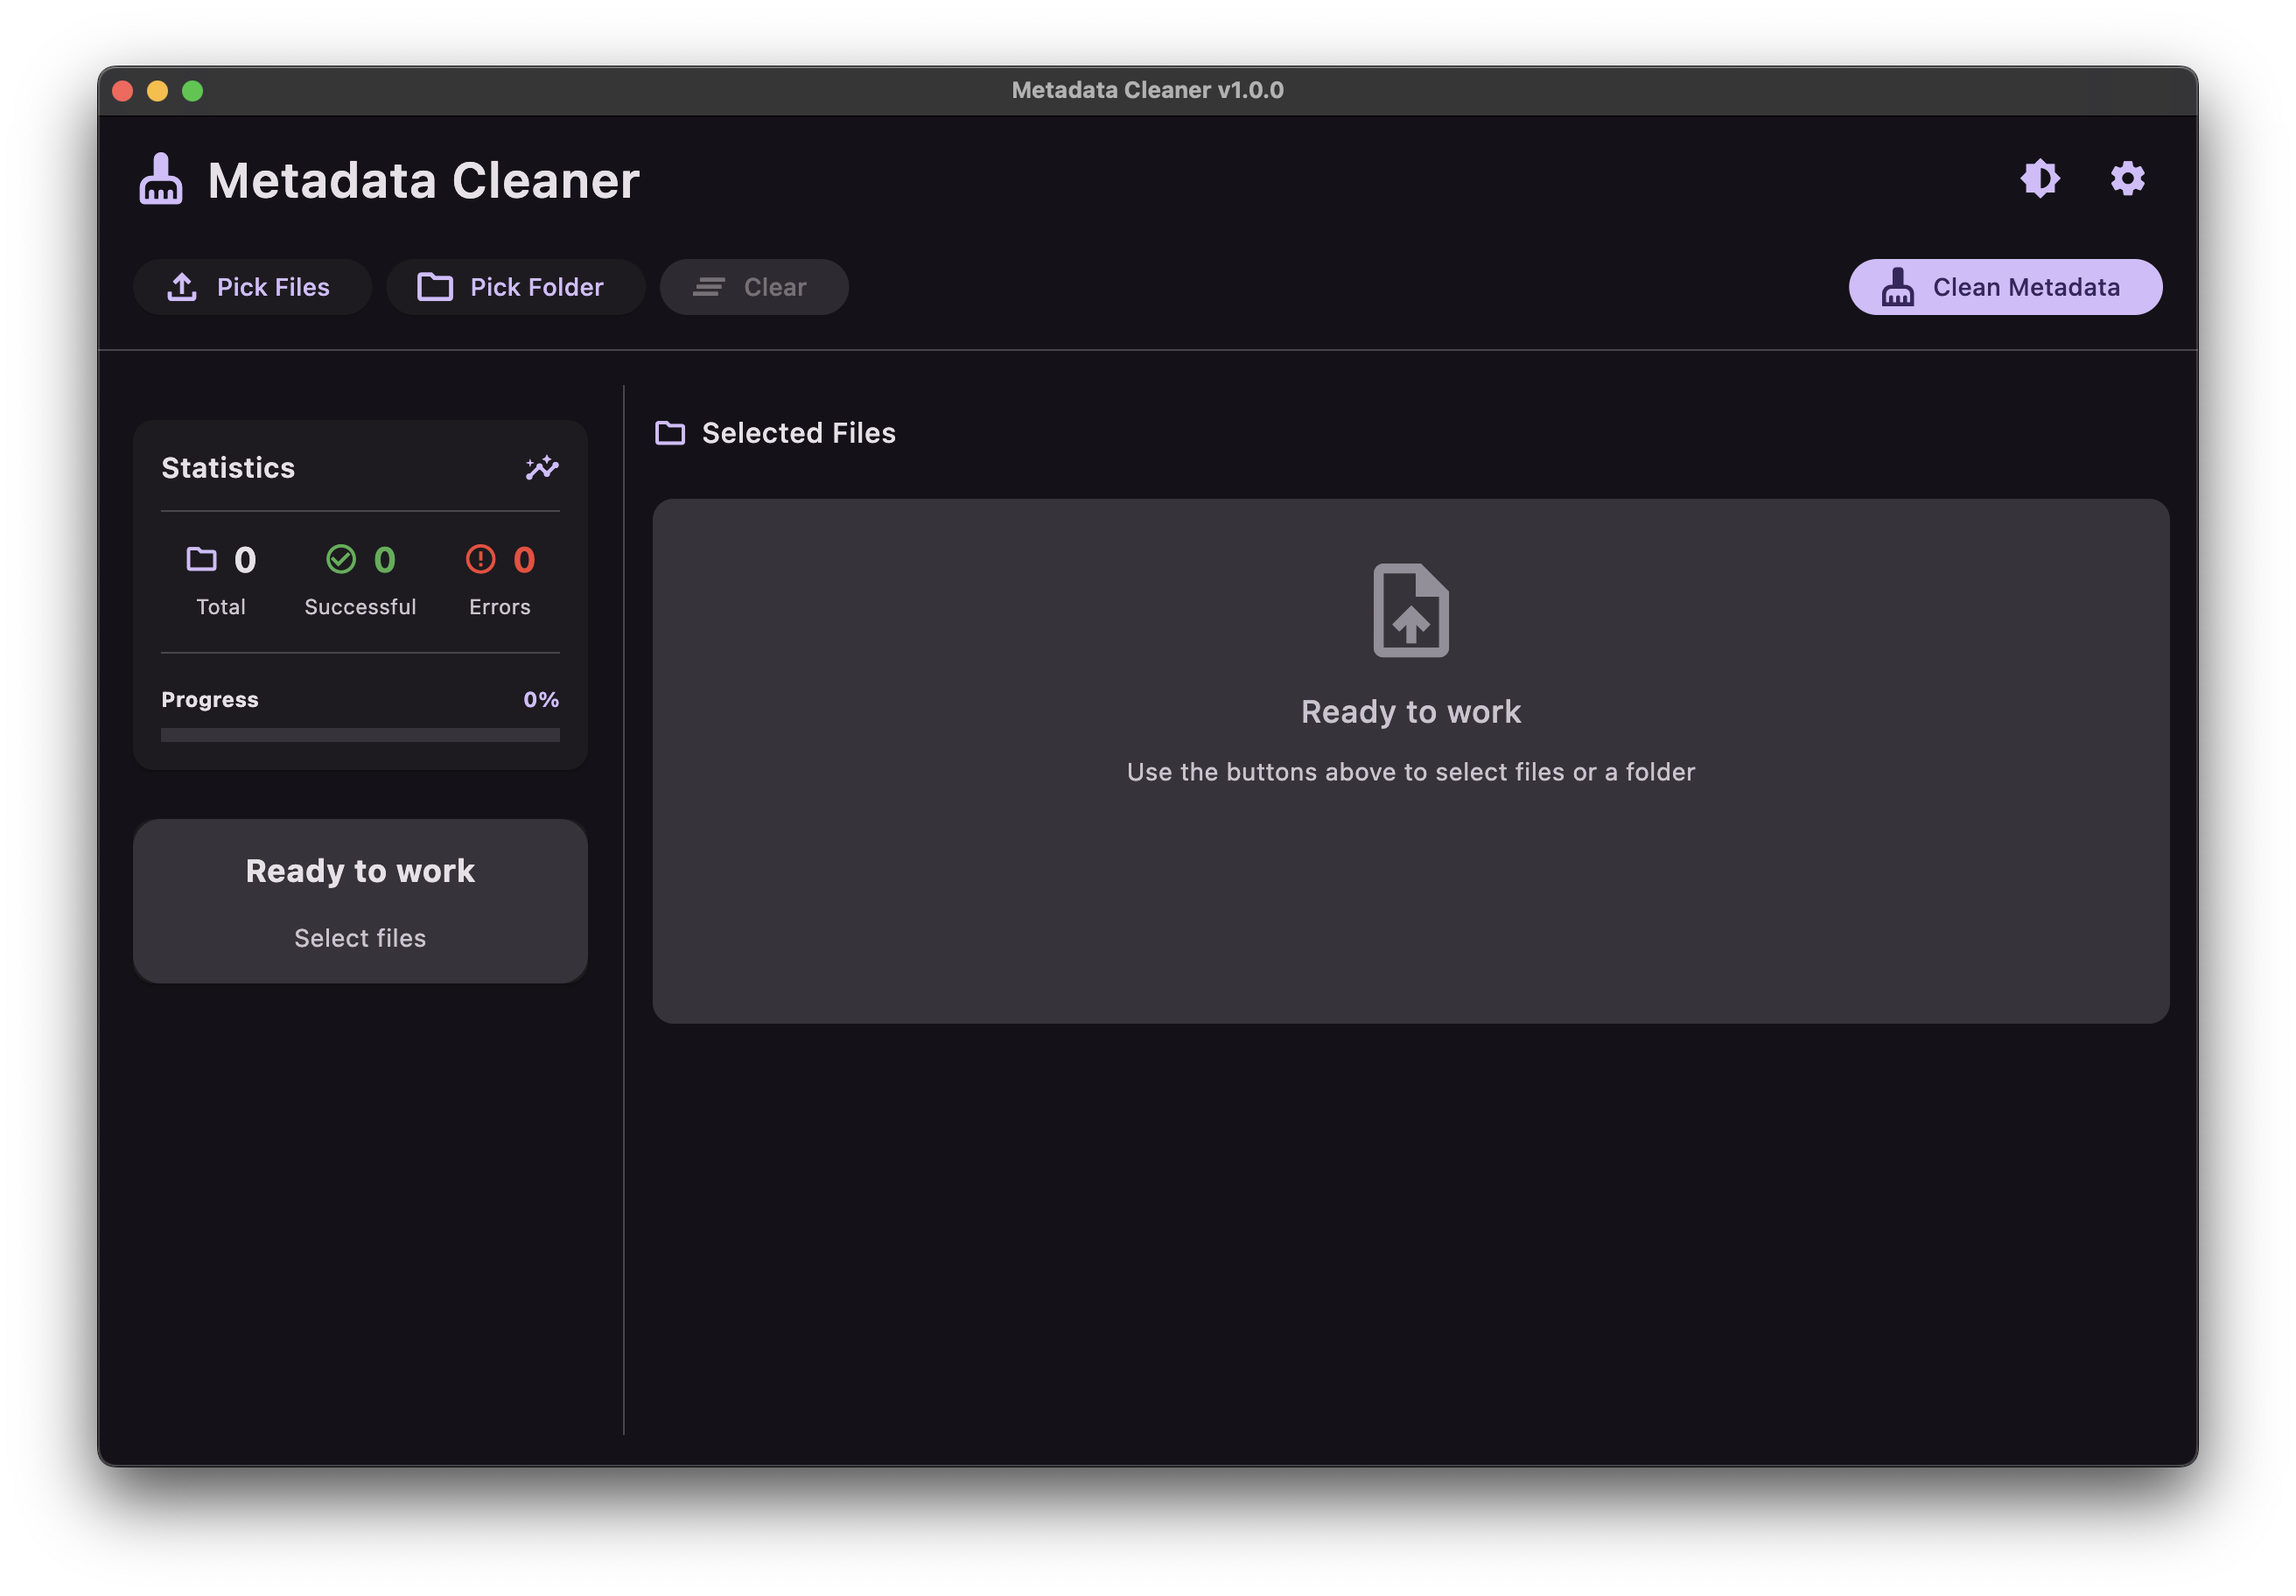 Metadata Cleaner v1.0.0
Metadata Cleaner
Pick Files
Pick Folder
Clear
Clean Metadata
Statistics
0
Total
0
Successful
0
Errors
Progress
0%
Ready to work
Select files
Selected Files
Ready to work
Use the buttons above to select files or a folder